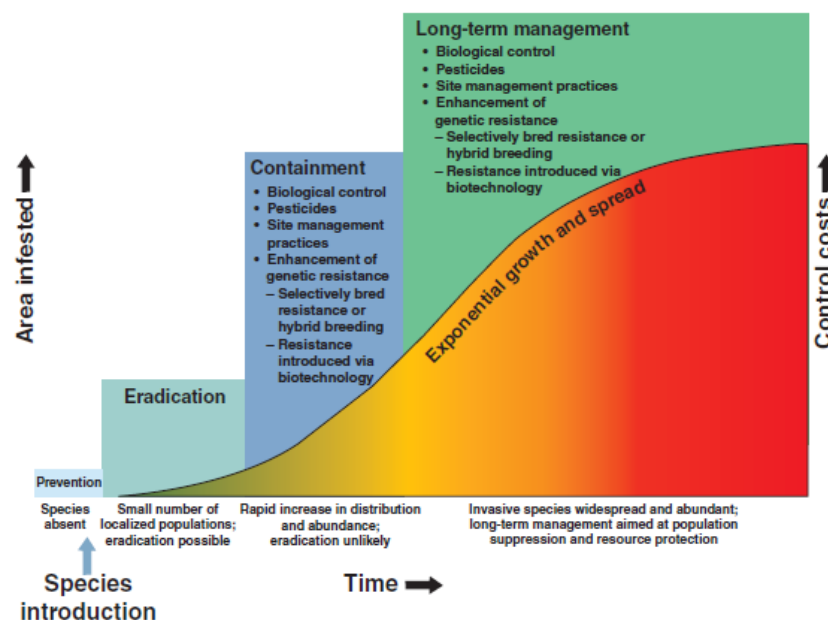 Long-term management
• Biological control
• Pesticides
• Site management practices
• Enhancement of
genetic resistance
– Selectively bred resistance or
hybrid breeding
– Resistance introduced via
biotechnology
Containment
• Biological control
• Pesticides
• Site management
practices
• Enhancement of
genetic resistance
– Selectively bred
resistance or
hybrid breeding
– Resistance
introduced via
biotechnology
Eradication
Prevention
Area infested
Control costs
Exponential growth and spread
Species
absent
Small number of
localized populations;
eradication possible
Rapid increase in distribution
and abundance;
eradication unlikely
Invasive species widespread and abundant;
long-term management aimed at population
suppression and resource protection
Species
introduction
Time